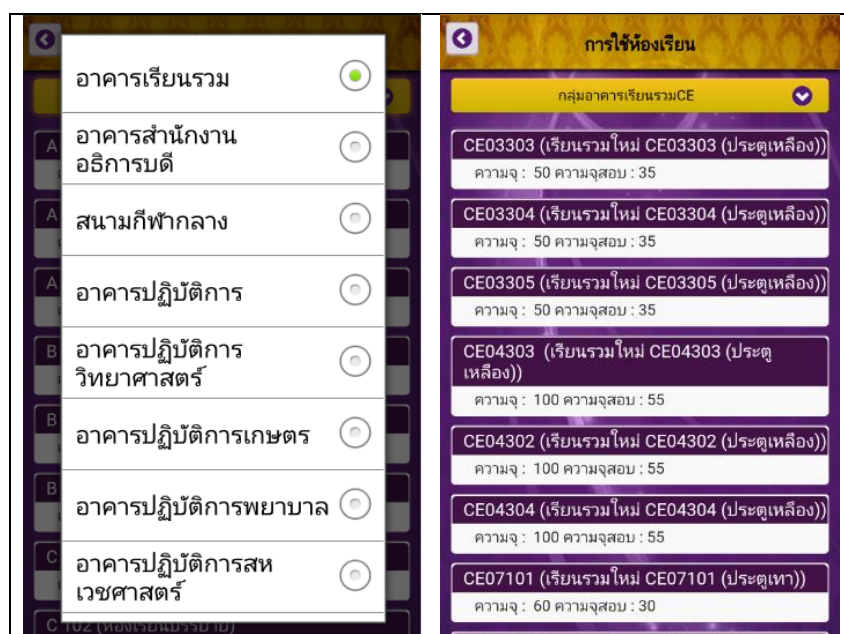 อาคารเรียนรวม
อาคารสำนักงาน
อธิการบดี
สนามกีฬากลาง
อาคารปฏิบัติการ
อาคารปฏิบัติการ
วิทยาศาสตร์
อาคารปฏิบัติการเกษตร
อาคารปฏิบัติการพยาบาล
อาคารปฏิบัติการสห
เวชศาสตร์
A
A
A
B
B
B
C
C 102 (ห้องเรียนบรรยาย)
การใช้ห้องเรียน
กลุ่มอาคารเรียนรวมCE
CE03303 (เรียนรวมใหม่ CE03303 (ประตูเหลือง))
ความจุ : 50 ความจุสอบ : 35
CE03304 (เรียนรวมใหม่ CE03304 (ประตูเหลือง))
ความจุ : 50 ความจุสอบ : 35
CE03305 (เรียนรวมใหม่ CE03305 (ประตูเหลือง))
ความจุ : 50 ความจุสอบ : 35
CE04303 (เรียนรวมใหม่ CE04303 (ประตู
เหลือง))
ความจุ : 100 ความจุสอบ : 55
CE04302 (เรียนรวมใหม่ CE04302 (ประตูเหลือง))
ความจุ : 100 ความจุสอบ : 55
CE04304 (เรียนรวมใหม่ CE04304 (ประตูเหลือง))
ความจุ : 100 ความจุสอบ : 55
CE07101 (เรียนรวมใหม่ CE07101 (ประตูเทา))
ความจุ : 60 ความจุสอบ : 30